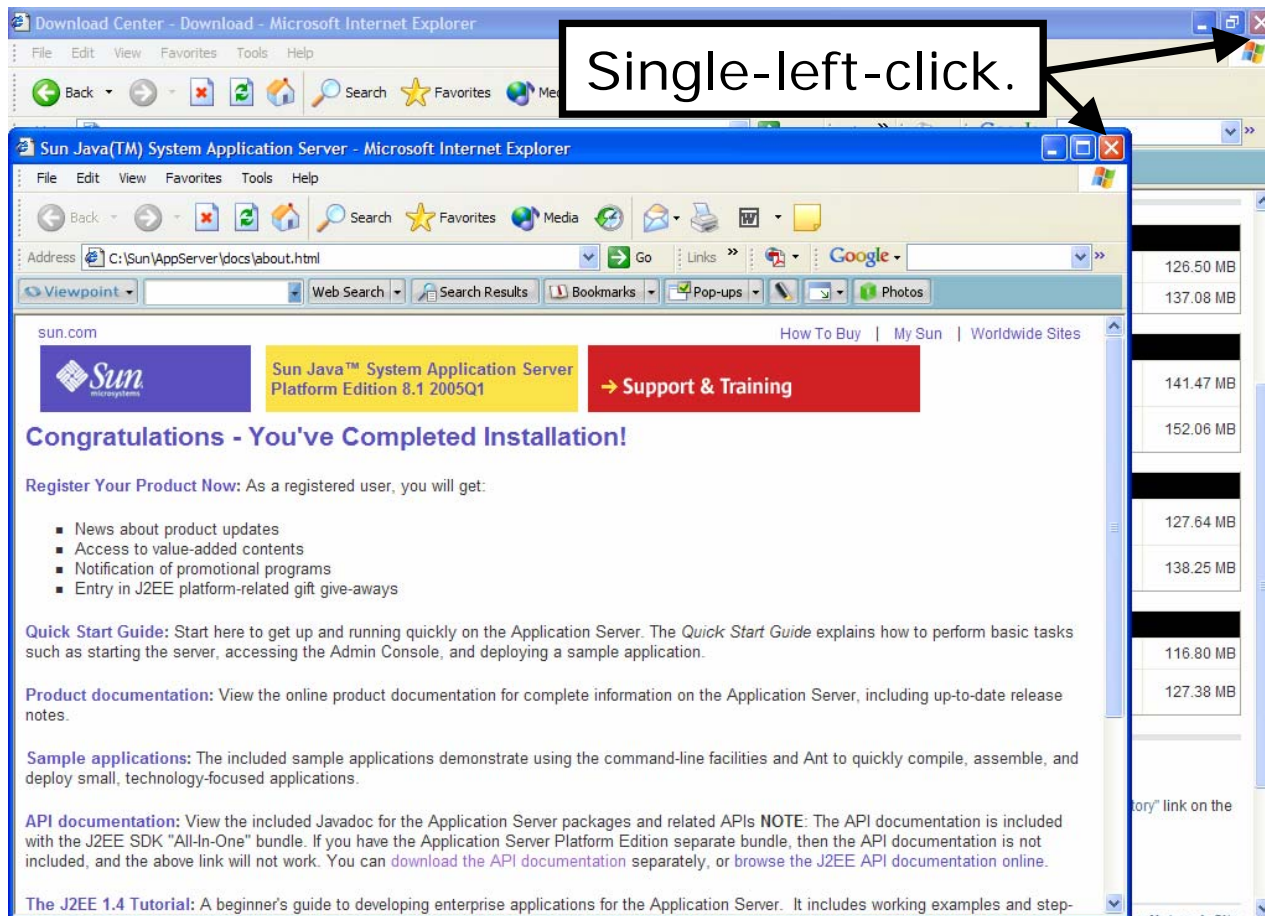 Download Center - Download - Microsoft Internet Explorer
File Edit View Favorites Tools Help
Single-left-click.
Back Search Favorites
Sun Java(TM) System Application Server - Microsoft Internet Explorer
File Edit View Favorites Tools Help
Back Search Favorites Media
Address C:\Sun\AppServer\docs\about.html Go Links » Google
Viewpoint Web Search Search Results Bookmarks Pop-ups Photos
sun.com How To Buy | My Sun | Worldwide Sites
Sun microsystems
Sun Java™ System Application Server
Platform Edition 8.1 2005Q1
→ Support & Training
Congratulations - You've Completed Installation!
Register Your Product Now: As a registered user, you will get:
News about product updates
Access to value-added contents
Notification of promotional programs
Entry in J2EE platform-related gift give-aways
Quick Start Guide: Start here to get up and running quickly on the Application Server. The Quick Start Guide explains how to perform basic tasks
such as starting the server, accessing the Admin Console, and deploying a sample application.
Product documentation: View the online product documentation for complete information on the Application Server, including up-to-date release
notes.
Sample applications: The included sample applications demonstrate using the command-line facilities and Ant to quickly compile, assemble, and
deploy small, technology-focused applications.
API documentation: View the included Javadoc for the Application Server packages and related APIs NOTE: The API documentation is included
with the J2EE SDK "All-In-One" bundle. If you have the Application Server Platform Edition separate bundle, then the API documentation is not
included, and the above link will not work. You can download the API documentation separately, or browse the J2EE API documentation online.
The J2EE 1.4 Tutorial: A beginner's guide to developing enterprise applications for the Application Server. It includes working examples and step-
126.50 MB
137.08 MB
141.47 MB
152.06 MB
127.64 MB
138.25 MB
116.80 MB
127.38 MB
tory" link on the